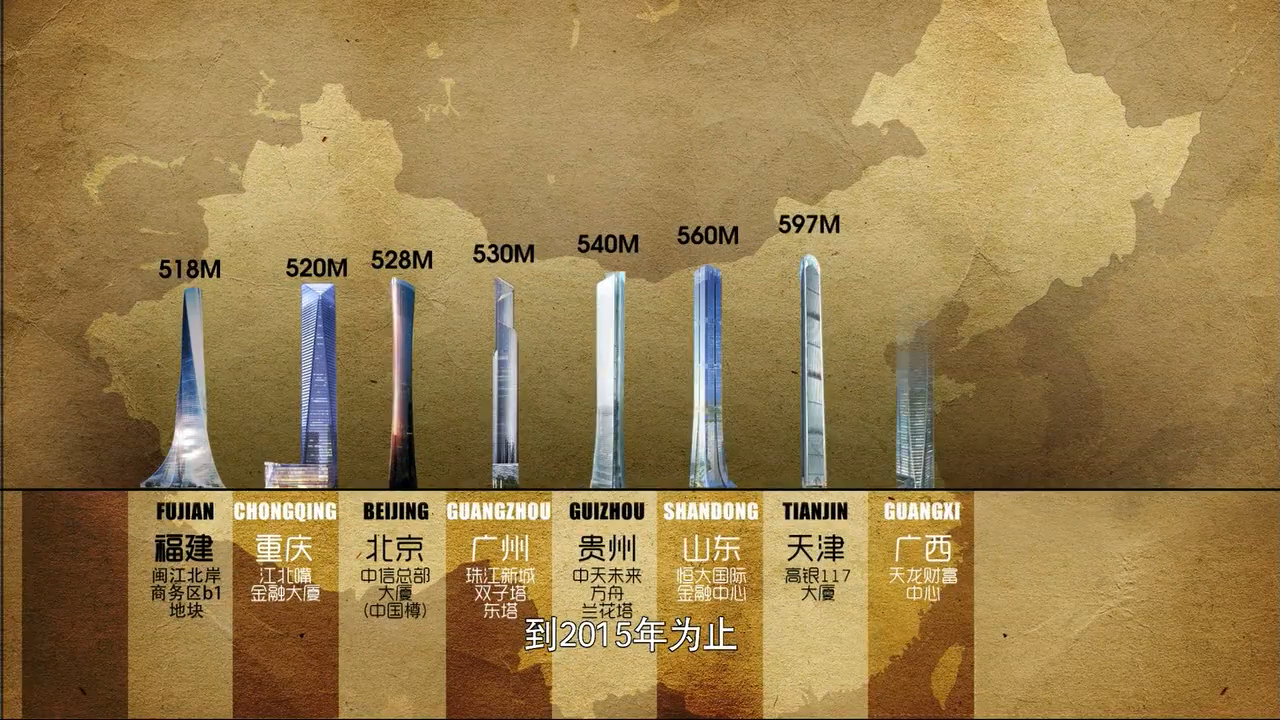 518M
520M
528M
530M
540M
560M
597M
FUJIAN
福建
闽江北岸
商务区b1
地块
CHONGQING
重庆
江北嘴
金融大厦
BEIJING
北京
中信总部
大厦
(中国樽)
GUANGZHOU
广州
珠江新城
双子塔
东塔
GUIZHOU
贵州
中天未来
方舟
兰花塔
SHANDONG
山东
恒大国际
金融中心
TIANJIN
天津
高银117
大厦
GUANGXI
广西
天龙财富
中心
到2015年为止